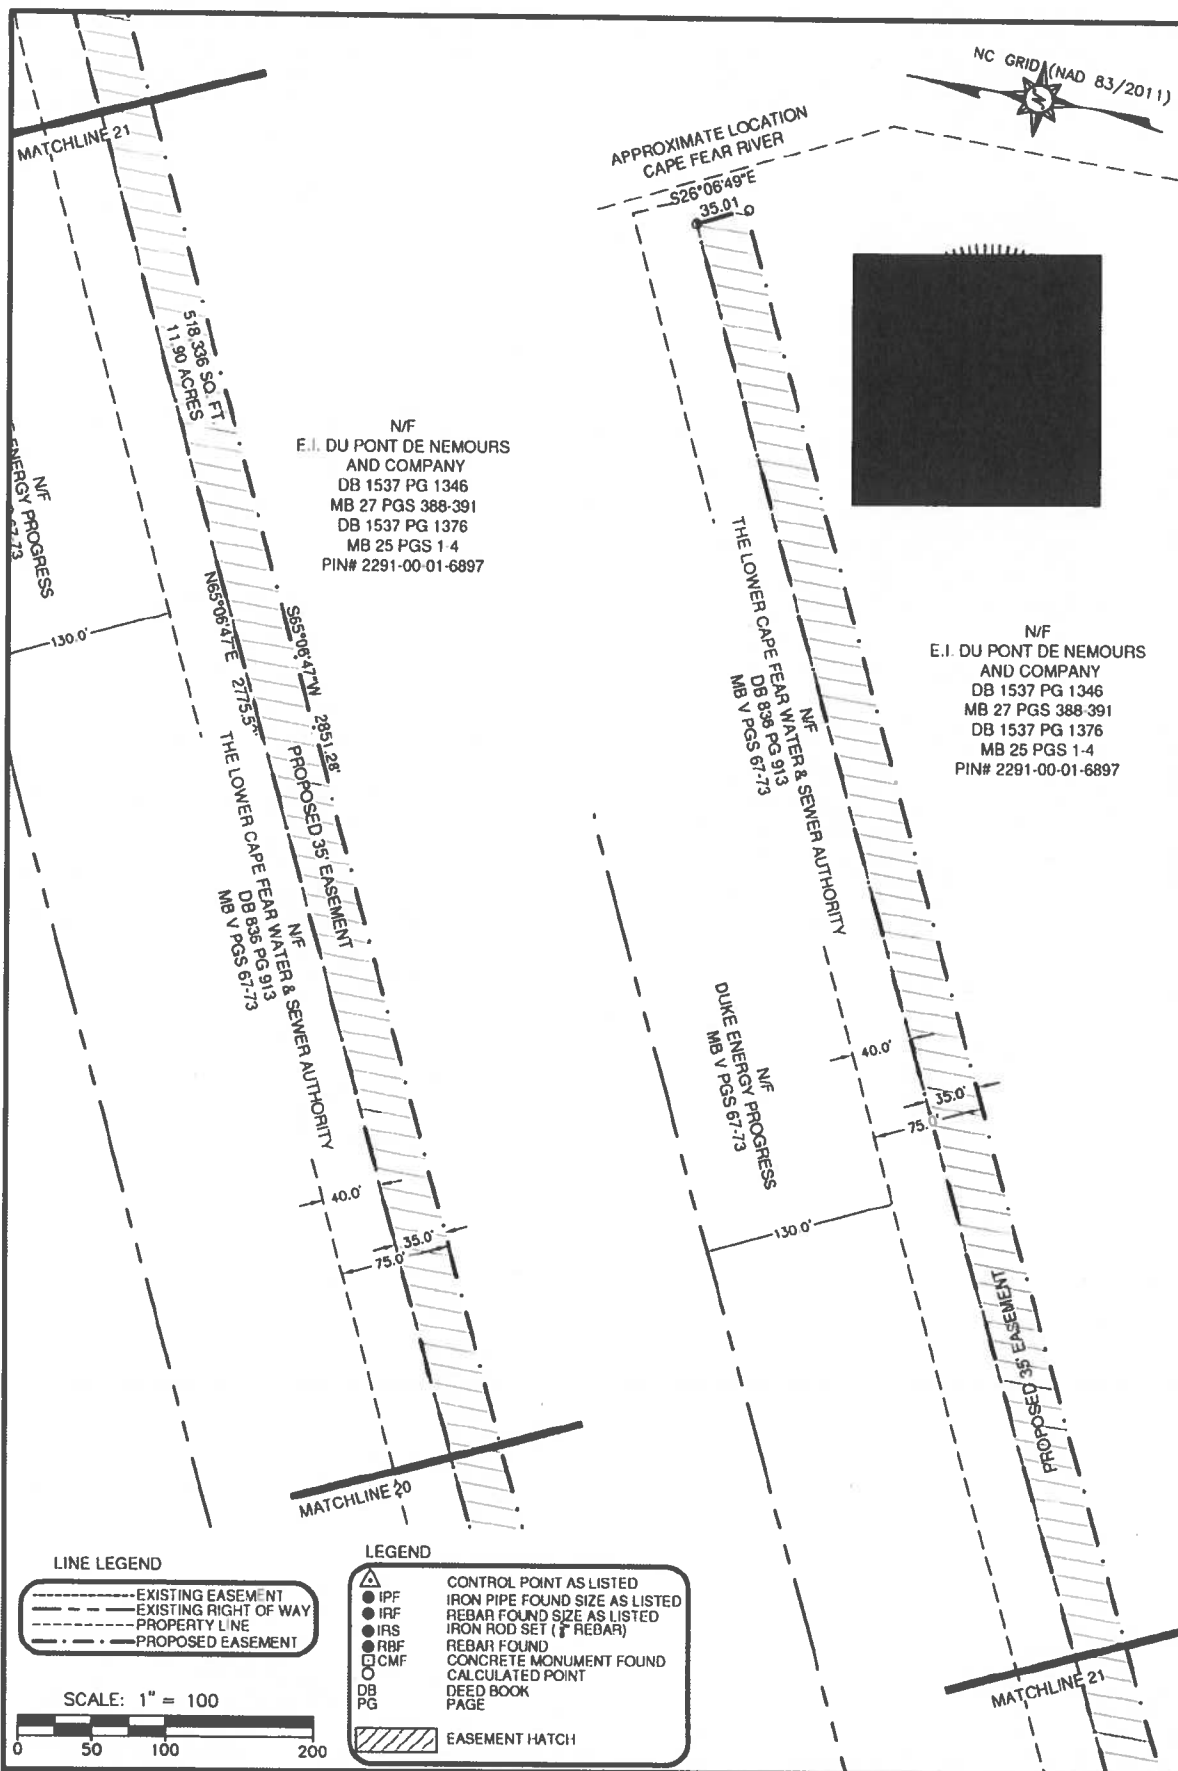 MATCHLINE 21
518,336 SQ. FT.
11.90 ACRES
N/F
ENERGY PROGRESS
67-73
130.0'
N/F
E.I. DU PONT DE NEMOURS
AND COMPANY
DB 1537 PG 1346
MB 27 PGS 388-391
DB 1537 PG 1376
MB 25 PGS 1-4
PIN# 2291-00-01-6897
N65°06'47"E
S65°06'47"W 2851.28'
PROPOSED 35' EASEMENT
N/F
THE LOWER CAPE FEAR WATER & SEWER AUTHORITY
DB 836 PG 913
MB V PGS 67-73
40.0'
35.0'
75.0'
MATCHLINE 20
NC GRID (NAD 83/2011)
N
APPROXIMATE LOCATION
CAPE FEAR RIVER
S26°06'49"E
35.01
N/F
THE LOWER CAPE FEAR WATER & SEWER AUTHORITY
DB 836 PG 913
MB V PGS 67-73
N/F
E.I. DU PONT DE NEMOURS
AND COMPANY
DB 1537 PG 1346
MB 27 PGS 388-391
DB 1537 PG 1376
MB 25 PGS 1-4
PIN# 2291-00-01-6897
N/F
DUKE ENERGY PROGRESS
MB V PGS 67-73
40.0'
35.0'
75.0'
130.0'
PROPOSED 35' EASEMENT
MATCHLINE 21
LINE LEGEND
EXISTING EASEMENT
EXISTING RIGHT OF WAY
PROPERTY LINE
PROPOSED EASEMENT
SCALE: 1" = 100
0 50 100 200
LEGEND
CONTROL POINT AS LISTED
IPF IRON PIPE FOUND SIZE AS LISTED
IRF REBAR FOUND SIZE AS LISTED
IRS IRON ROD SET ( REBAR)
RBF REBAR FOUND
CMF CONCRETE MONUMENT FOUND
CALCULATED POINT
DB DEED BOOK
PG PAGE
EASEMENT HATCH